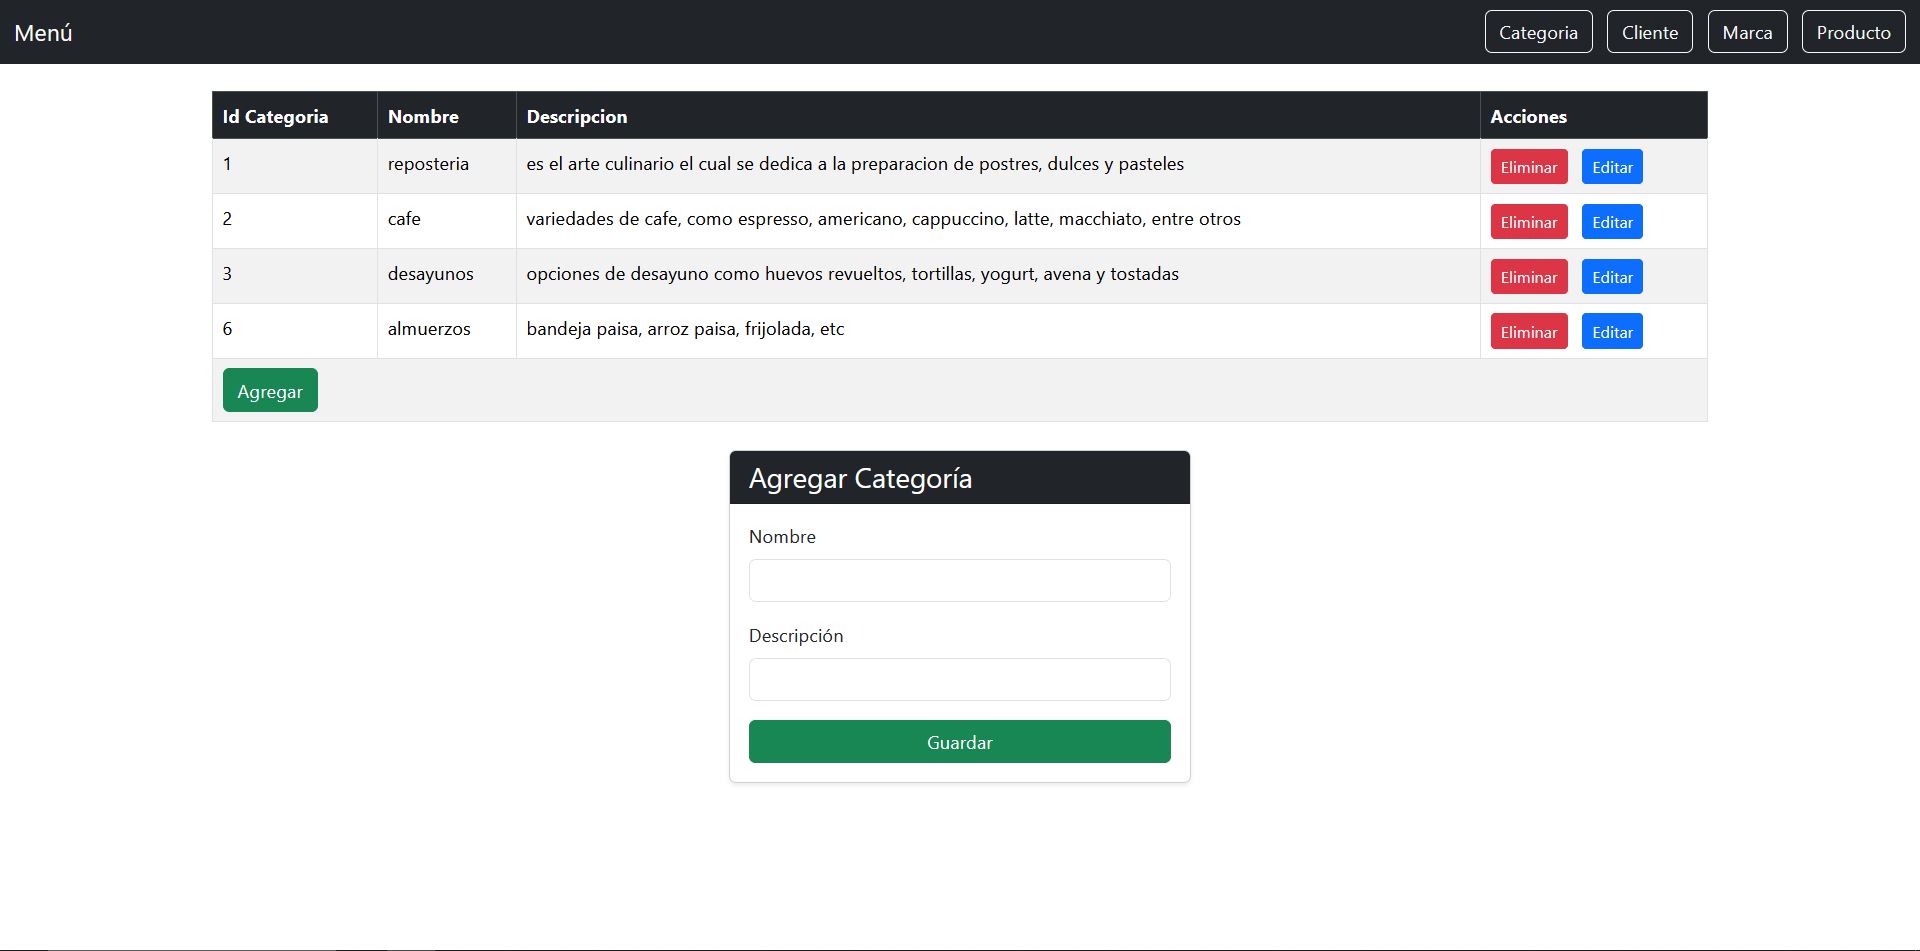 Menú Categoria Cliente Marca Producto
Id Categoria Nombre Descripcion Acciones
1 reposteria es el arte culinario el cual se dedica a la preparacion de postres, dulces y pasteles Eliminar Editar
2 cafe variedades de cafe, como espresso, americano, cappuccino, latte, macchiato, entre otros Eliminar Editar
3 desayunos opciones de desayuno como huevos revueltos, tortillas, yogurt, avena y tostadas Eliminar Editar
6 almuerzos bandeja paisa, arroz paisa, frijolada, etc Eliminar Editar
Agregar
Agregar Categoría
Nombre
Descripción
Guardar